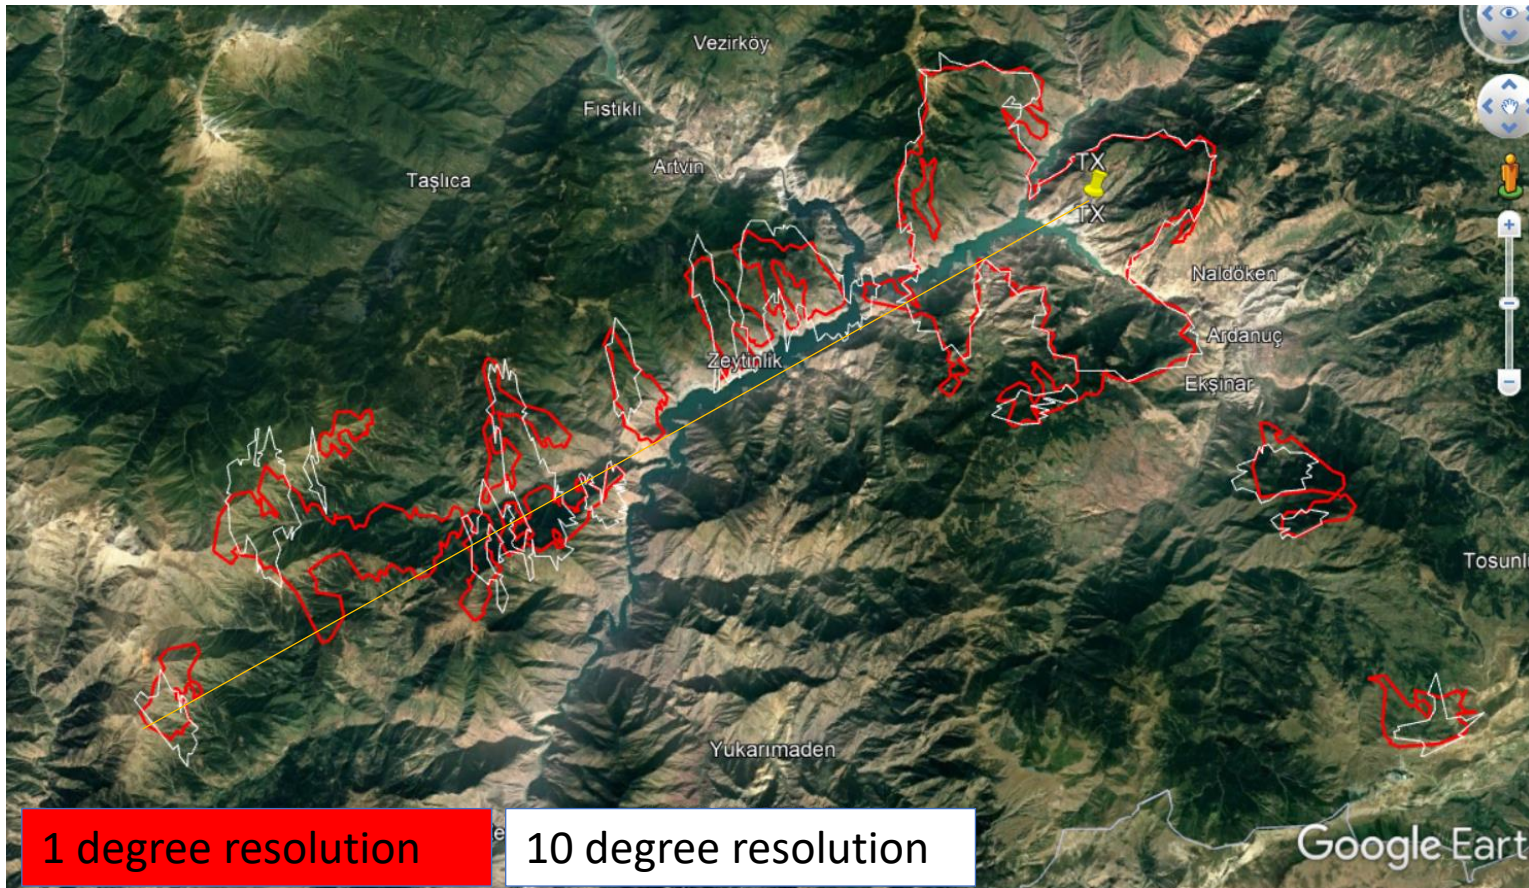 Vezirköy
Fıstıklı
Artvin
Taşlıca
TX
TX
Naldöken
Ardanuç
Zeytinlik
Ekşinar
Tosunlı
Yukarımaden
1 degree resolution
10 degree resolution
Google Eart